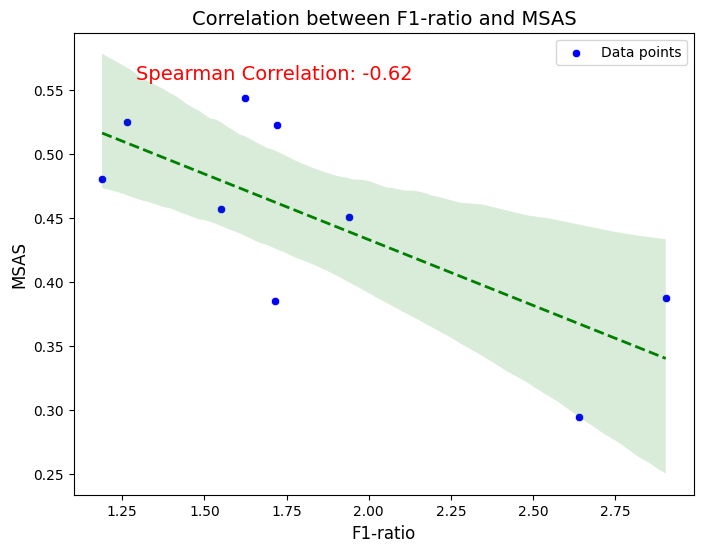 Correlation between F1-ratio and MSAS
Spearman Correlation: -0.62
Data points
MSAS
0.55
0.50
0.45
0.40
0.35
0.30
0.25
1.25 1.50 1.75 2.00 2.25 2.50 2.75
F1-ratio